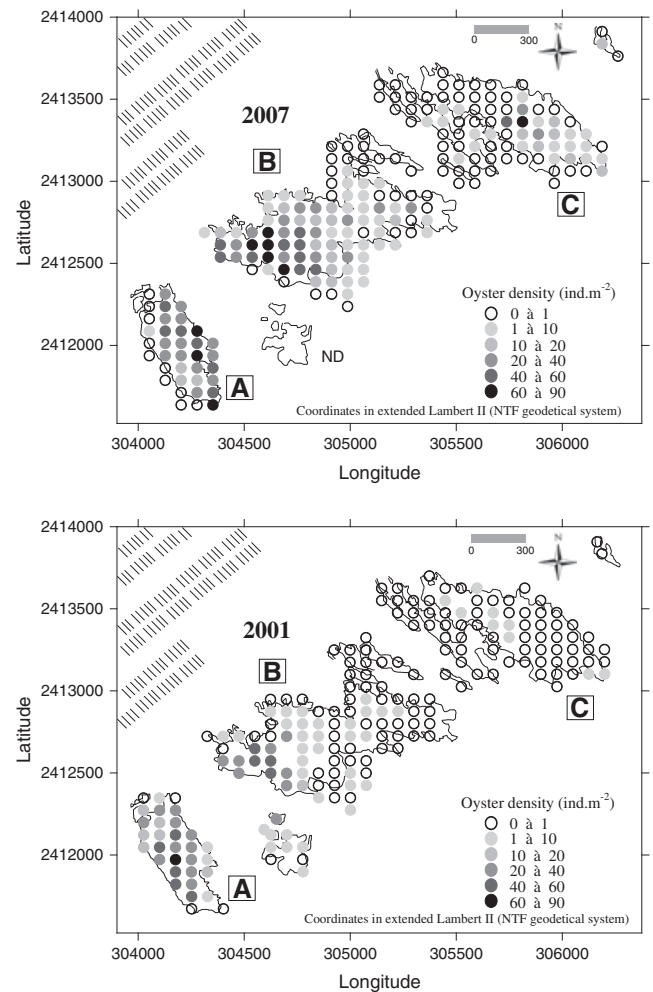 2414000
2413500
2413000
2412500
2412000
Latitude
2007
0 300
N
A
B
C
ND
Oyster density (ind.m-2)
0 à 1
1 à 10
10 à 20
20 à 40
40 à 60
60 à 90
Coordinates in extended Lambert II (NTF geodetical system)
304000 304500 305000 305500 306000
Longitude
2414000
2413500
2413000
2412500
2412000
Latitude
2001
0 300
N
A
B
C
Oyster density (ind.m-2)
0 à 1
1 à 10
10 à 20
20 à 40
40 à 60
60 à 90
Coordinates in extended Lambert II (NTF geodetical system)
304000 304500 305000 305500 306000
Longitude